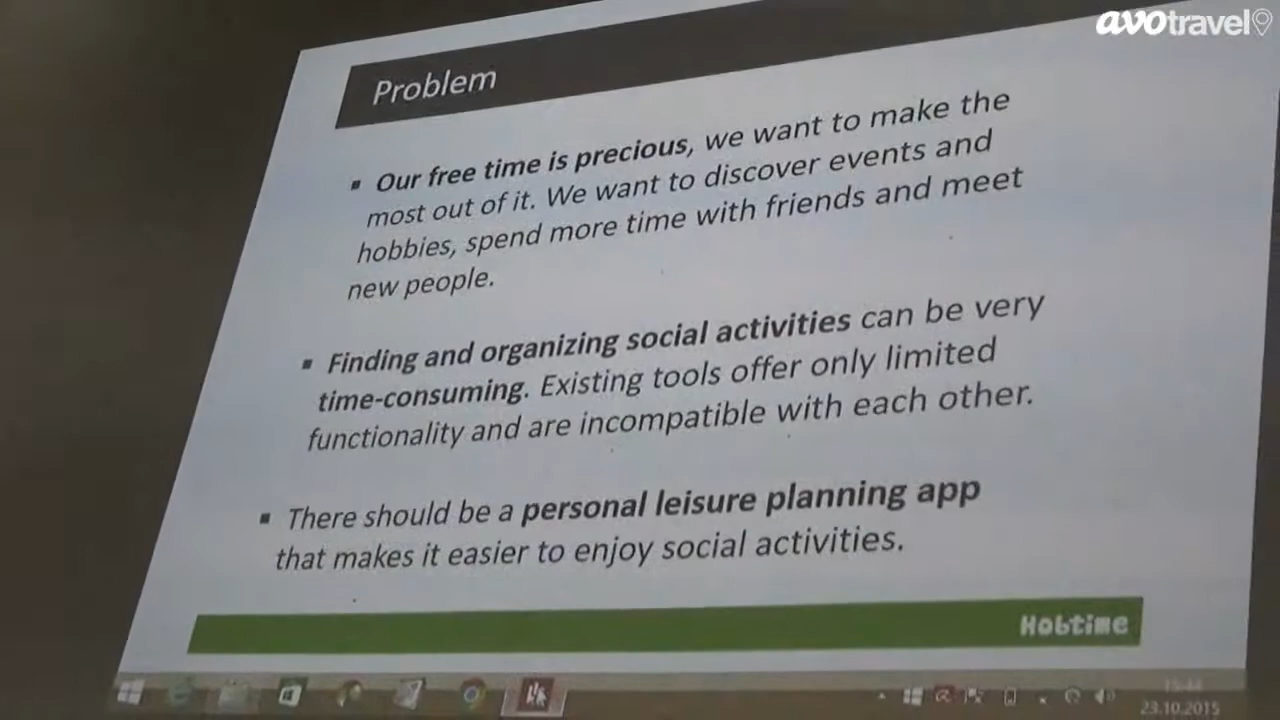 avotravel
Problem
▪ Our free time is precious, we want to make the
most out of it. We want to discover events and
hobbies, spend more time with friends and meet
new people.
▪ Finding and organizing social activities can be very
time-consuming. Existing tools offer only limited
functionality and are incompatible with each other.
▪ There should be a personal leisure planning app
that makes it easier to enjoy social activities.
Hobtime
23.10.2015